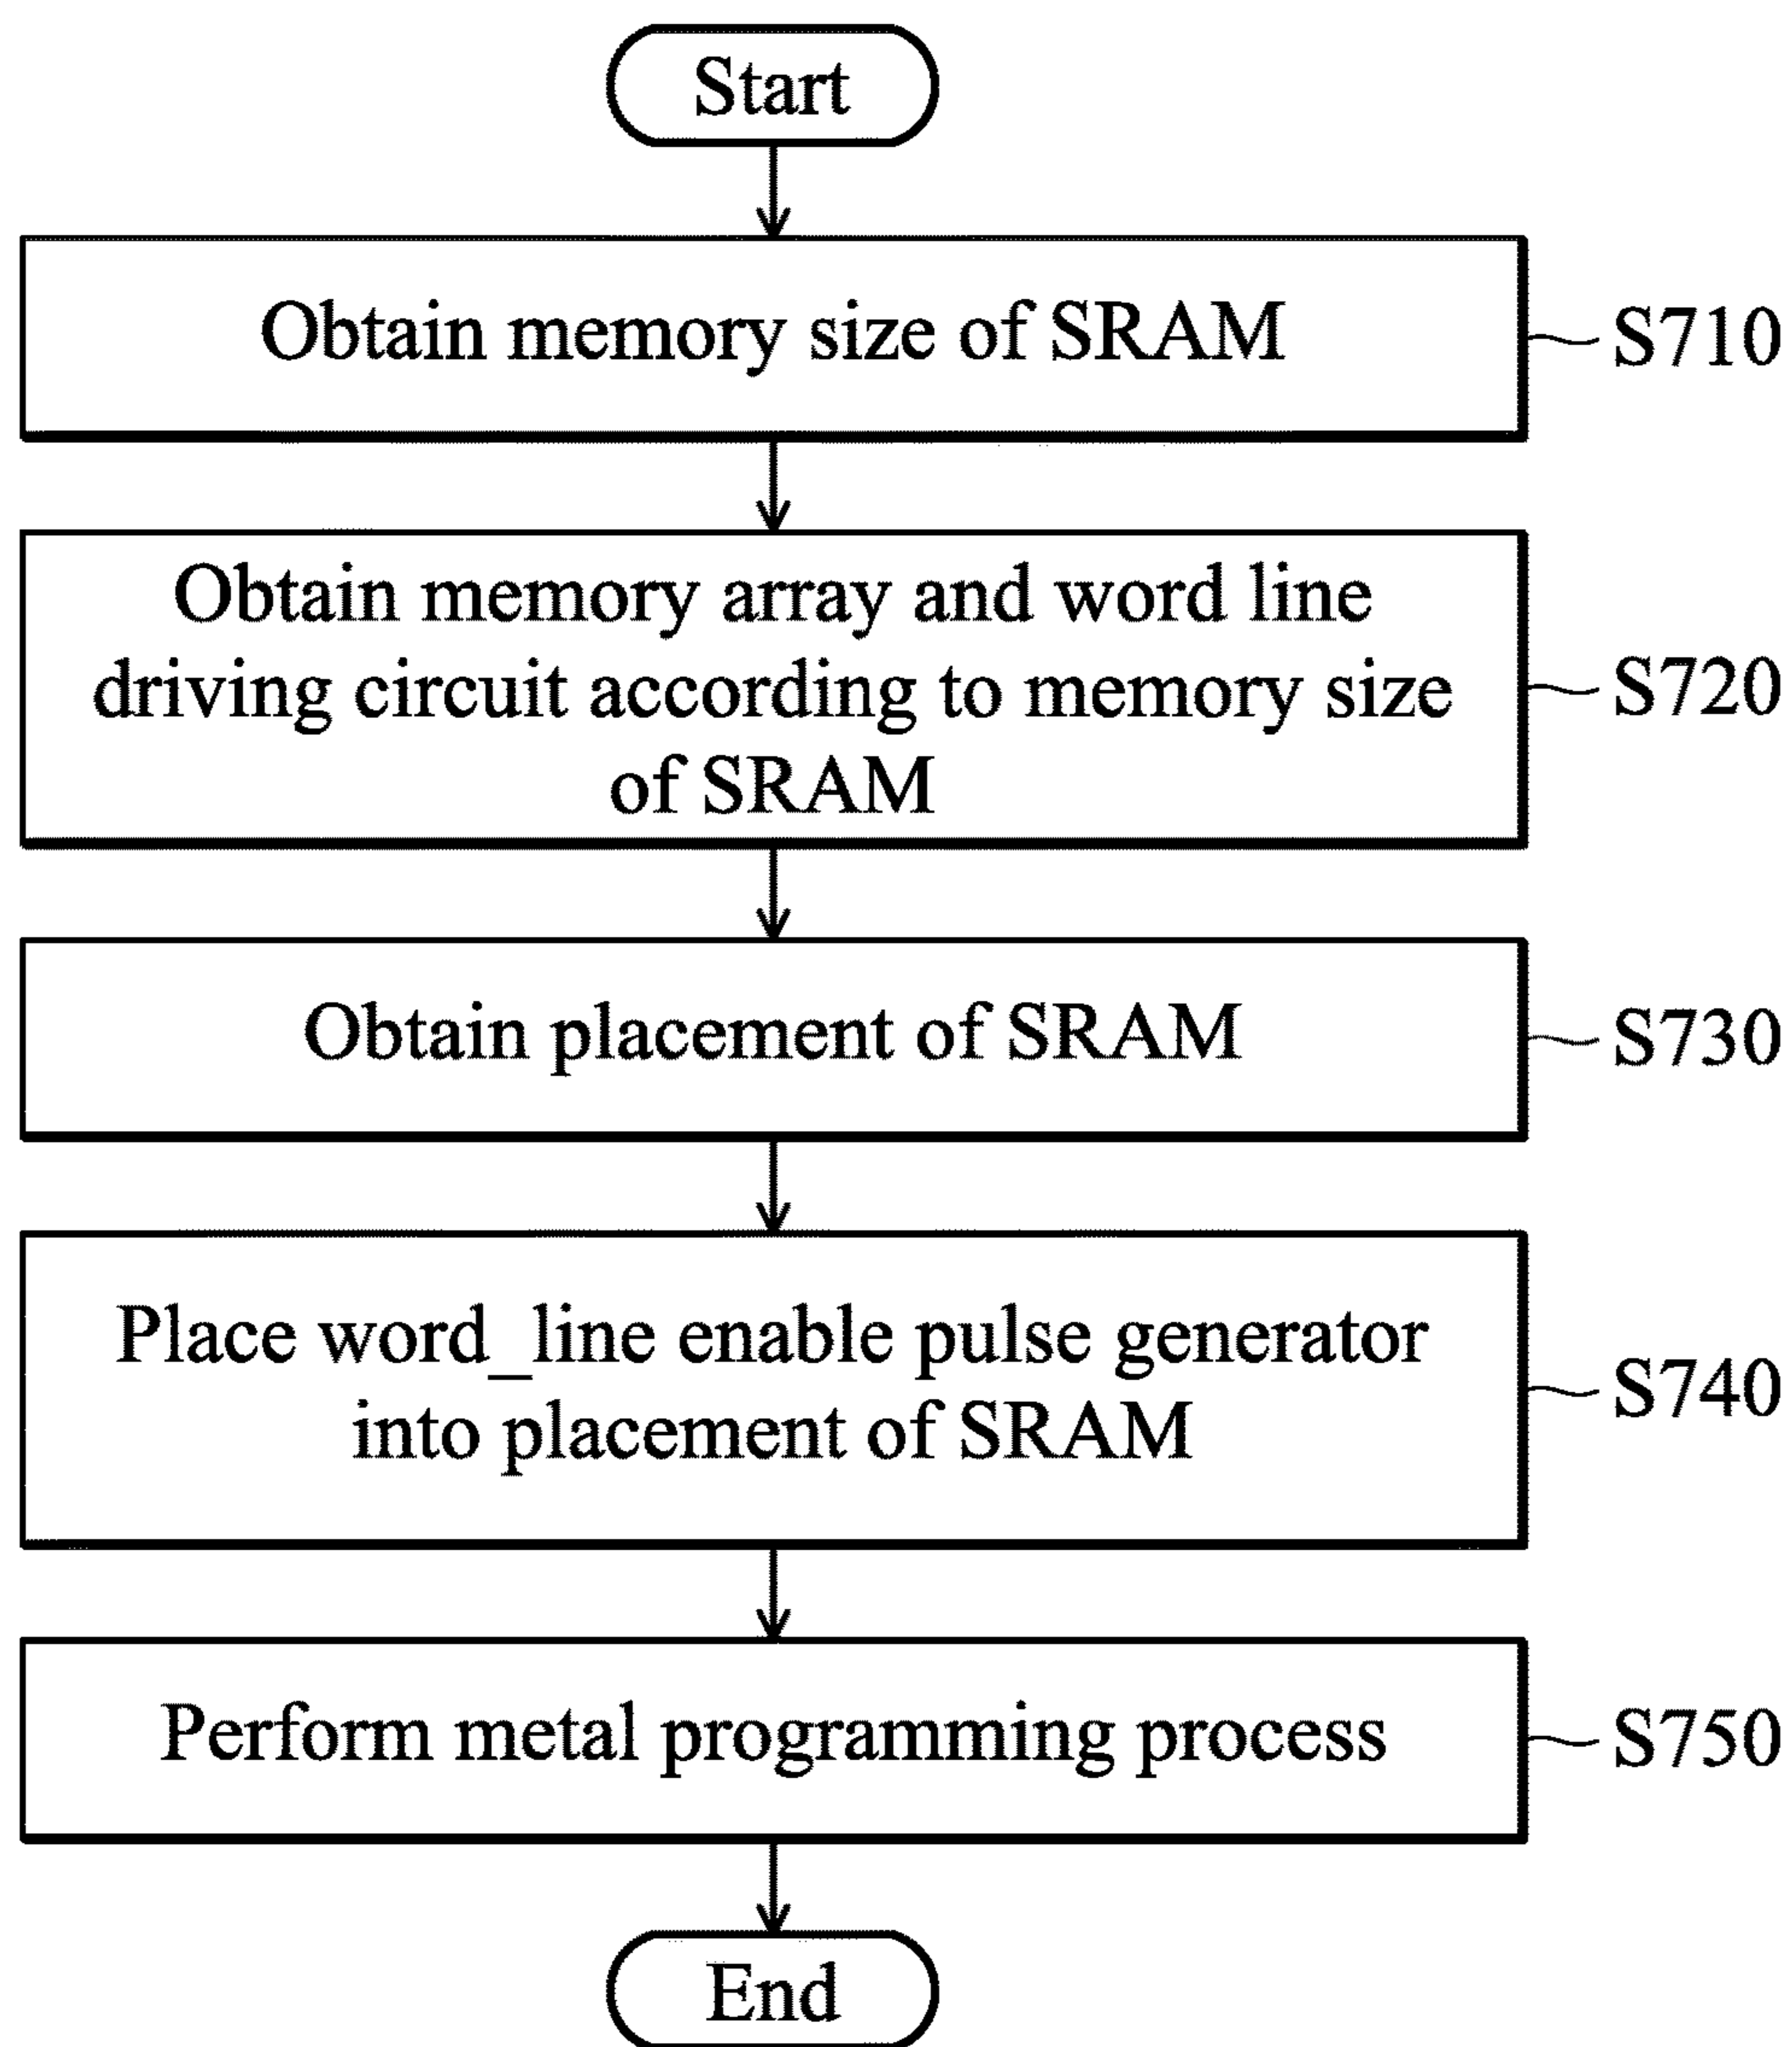 Start
Obtain memory size of SRAM
S710
Obtain memory array and word line
driving circuit according to memory size
of SRAM
S720
Obtain placement of SRAM
S730
Place word_line enable pulse generator
into placement of SRAM
S740
Perform metal programming process
S750
End